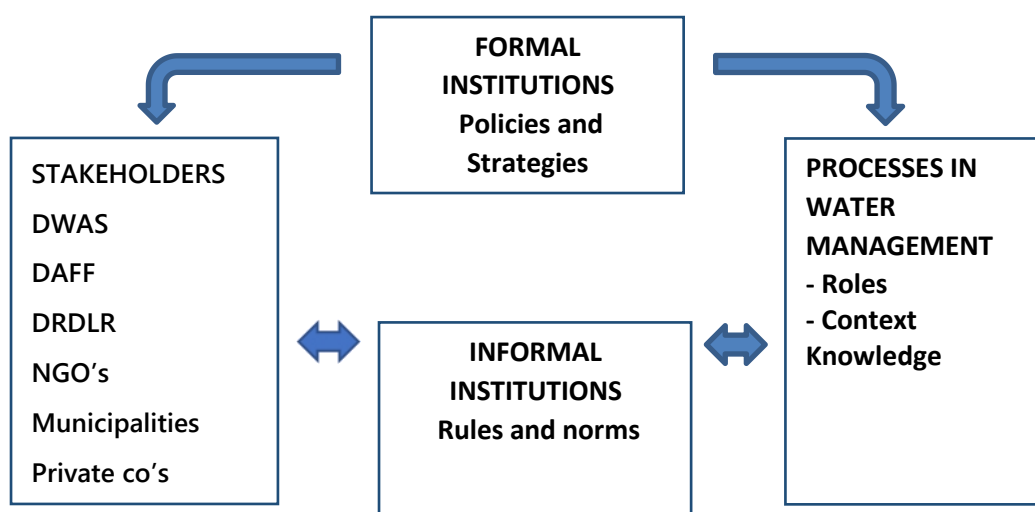 FORMAL
INSTITUTIONS
Policies and
Strategies
STAKEHOLDERS
DWAS
DAFF
DRDLR
NGO’s
Municipalities
Private co’s
INFORMAL
INSTITUTIONS
Rules and norms
PROCESSES IN
WATER
MANAGEMENT
- Roles
- Context
Knowledge